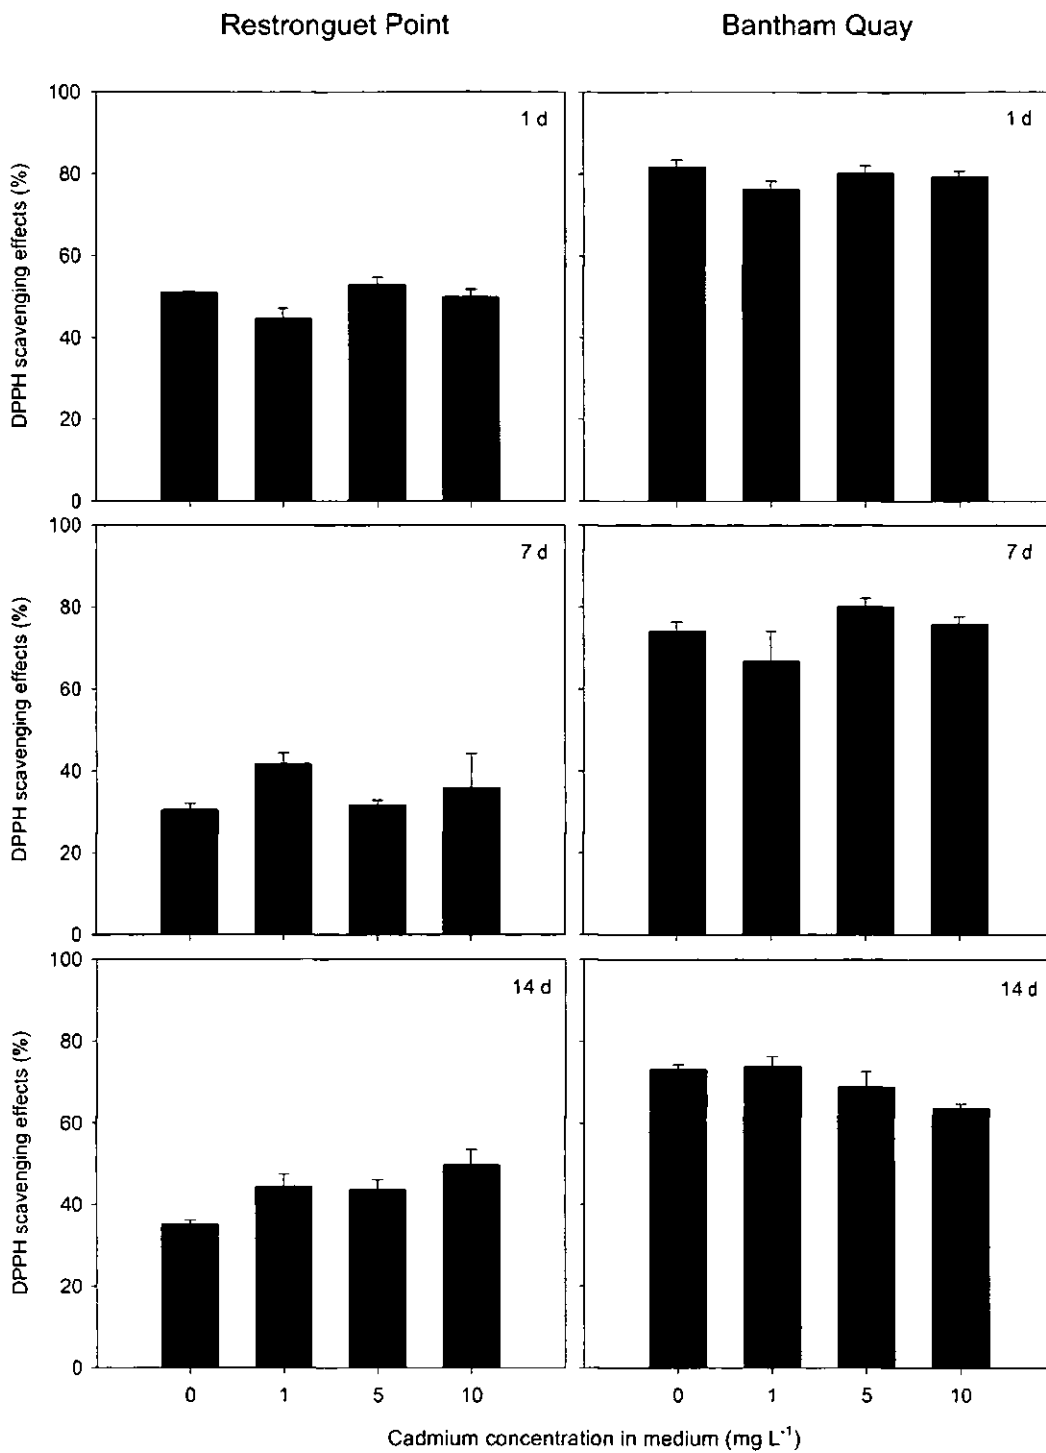 Restronguet Point
Bantham Quay
DPPH scavenging effects (%)
100
80
60
40
20
0
1 d
1 d
DPPH scavenging effects (%)
100
80
60
40
20
0
7 d
7 d
DPPH scavenging effects (%)
100
80
60
40
20
0
14 d
14 d
0 1 5 10
0 1 5 10
Cadmium concentration in medium (mg L⁻¹)